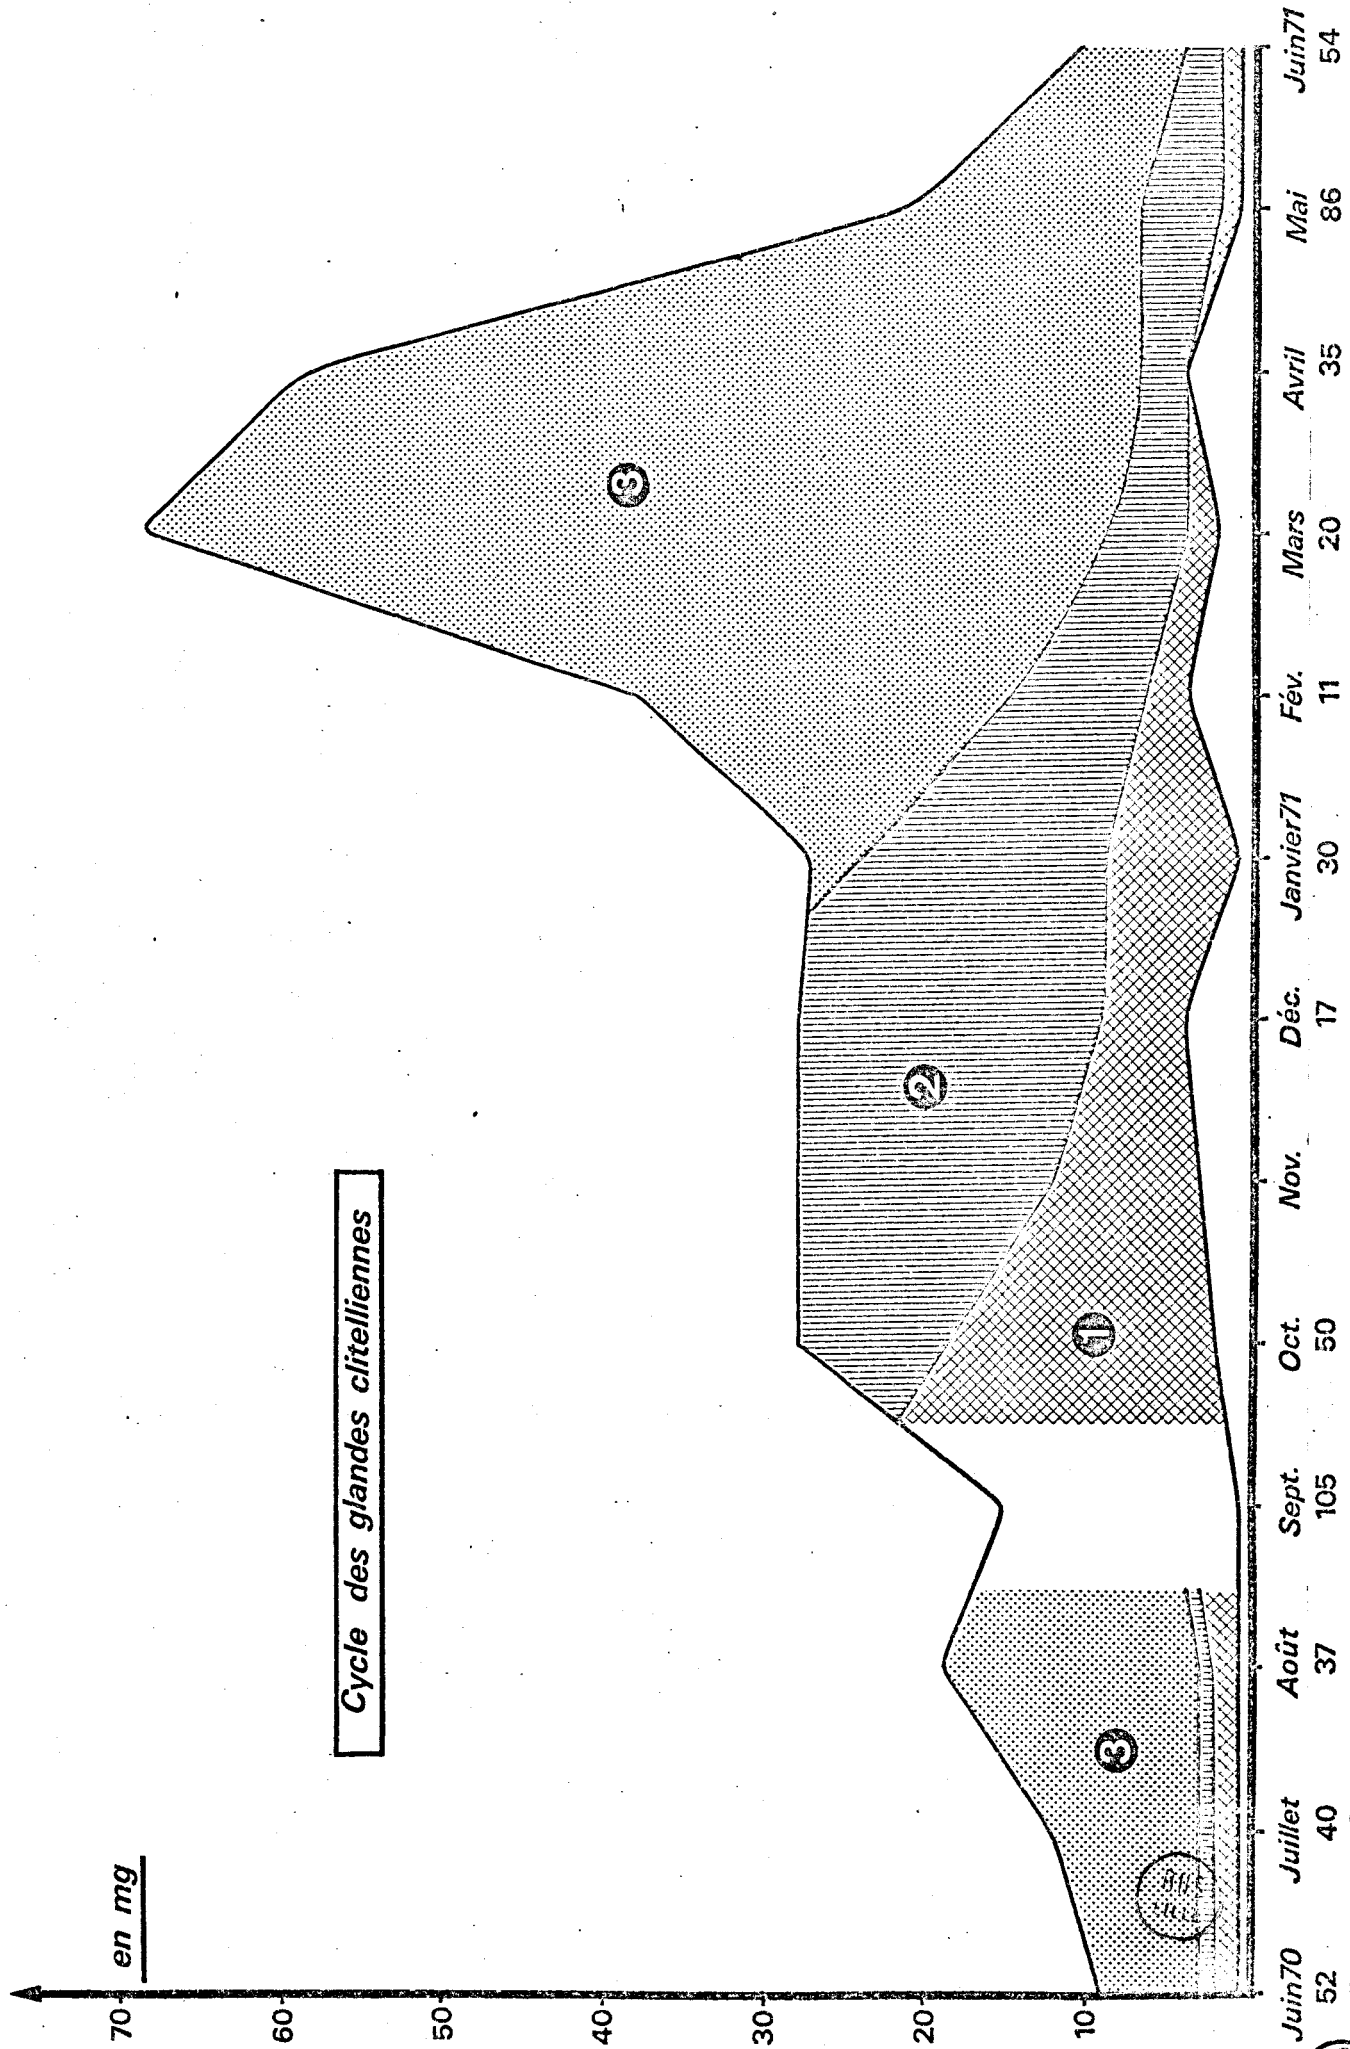 en mg
70
60
50
40
30
20
10
Cycle des glandes clitelliennes
3
1
2
3
Juin70 Juillet Août Sept. Oct. Nov. Déc. Janvier71 Fév. Mars Avril Mai Juin71
52 40 37 105 50 17 30 11 20 35 86 54